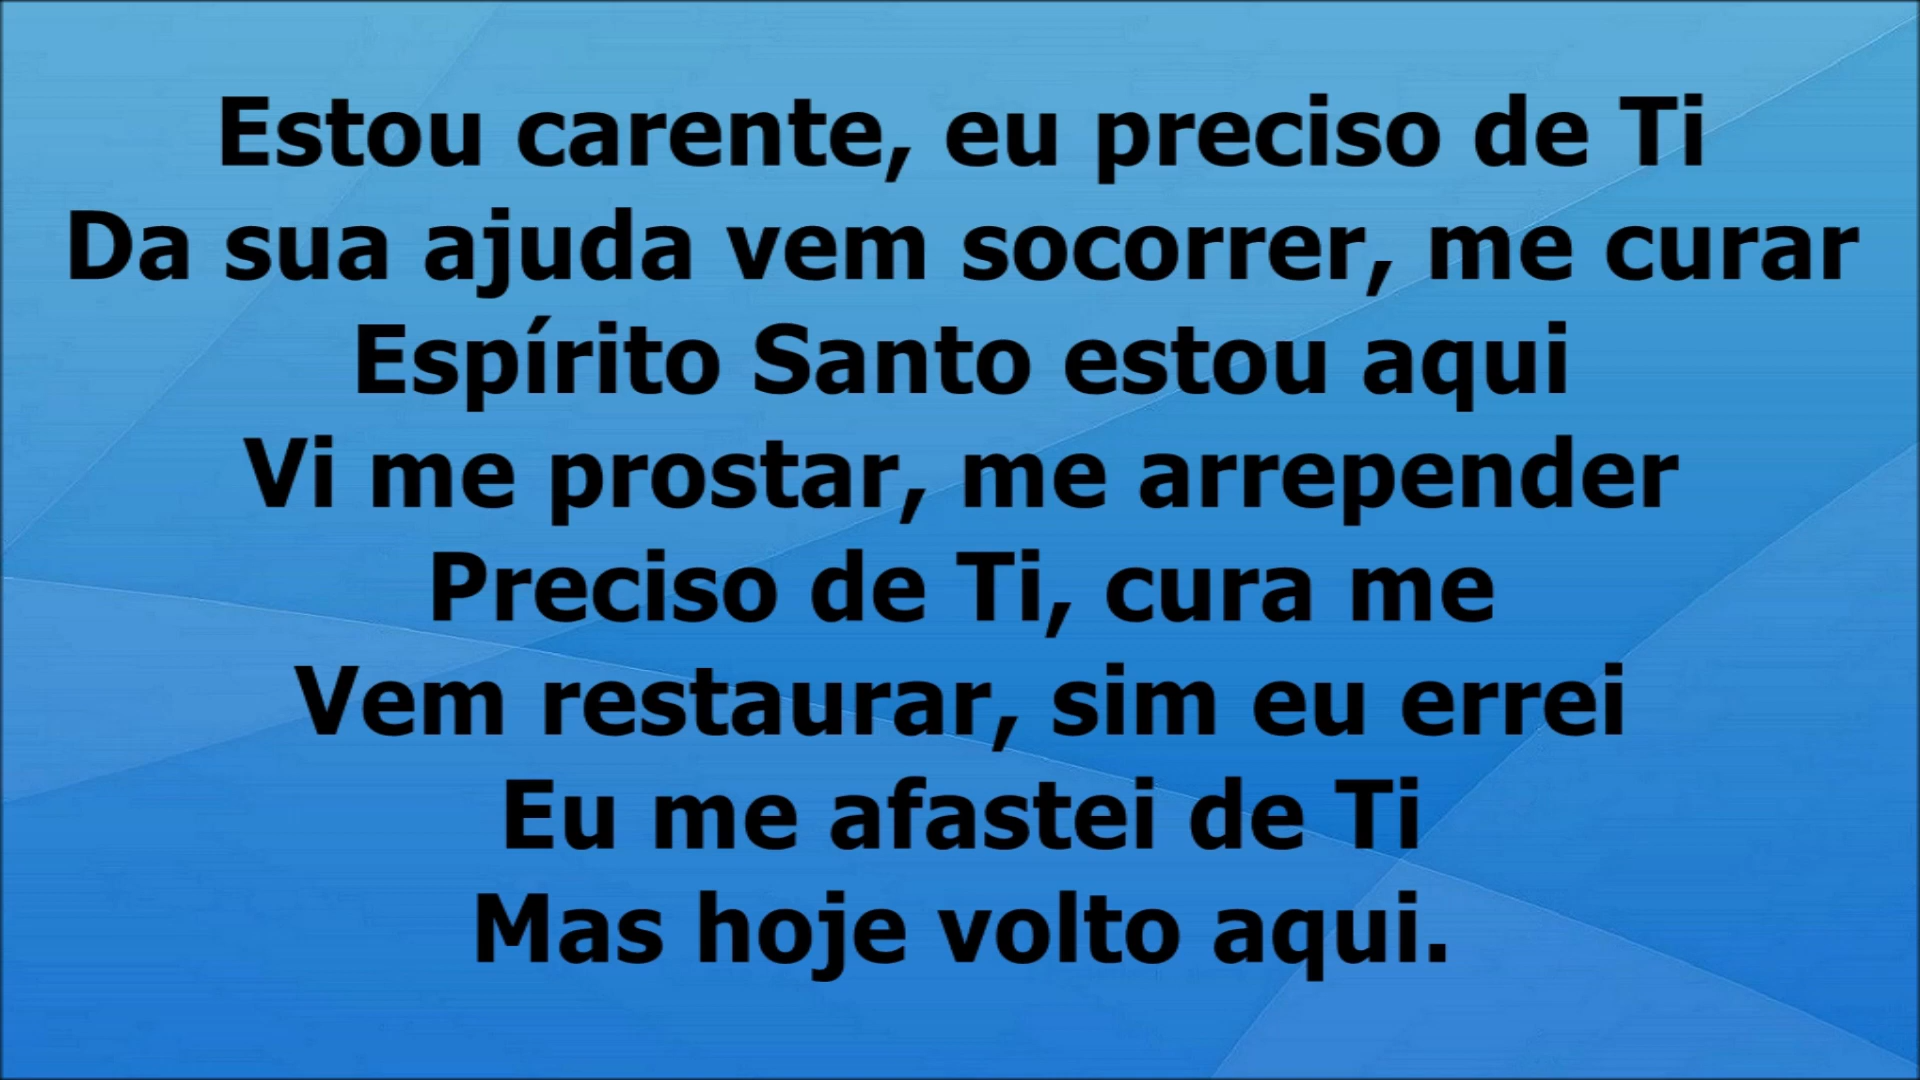 Estou carente, eu preciso de Ti
Da sua ajuda vem socorrer, me curar
Espírito Santo estou aqui
Vi me prostar, me arrepender
Preciso de Ti, cura me
Vem restaurar, sim eu errei
Eu me afastei de Ti
Mas hoje volto aqui.